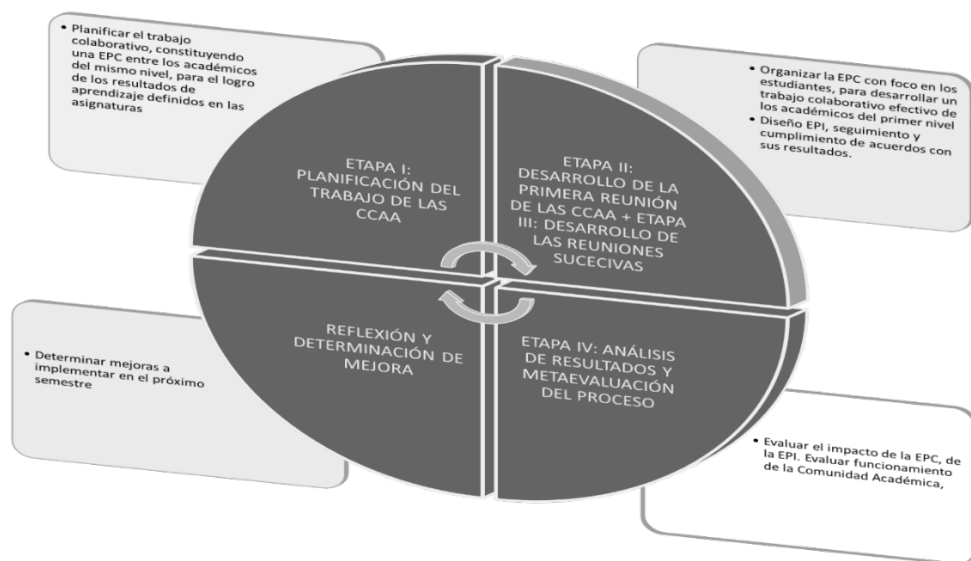 • Planificar el trabajo
colaborativo, constituyendo
una EPC entre los académicos
del mismo nivel, para el logro
de los resultados de
aprendizaje definidos en las
asignaturas
• Organizar la EPC con foco en los
estudiantes, para desarrollar un
trabajo colaborativo efectivo de
los académicos del primer nivel
• Diseño EPI, seguimiento y
cumplimiento de acuerdos con
sus resultados.
ETAPA I:
PLANIFICACIÓN DEL
TRABAJO DE LAS
CCAA
ETAPA II:
DESARROLLO DE LA
PRIMERA REUNIÓN
DE LAS CCAA + ETAPA
III: DESARROLLO DE
LAS REUNIONES
SUCECIVAS
REFLEXIÓN Y
DETERMINACIÓN DE
MEJORA
ETAPA IV: ANÁLISIS
DE RESULTADOS Y
METAEVALUACIÓN
DEL PROCESO
• Determinar mejoras a
implementar en el próximo
semestre
• Evaluar el impacto de la EPC, de
la EPI. Evaluar funcionamiento
de la Comunidad Académica,